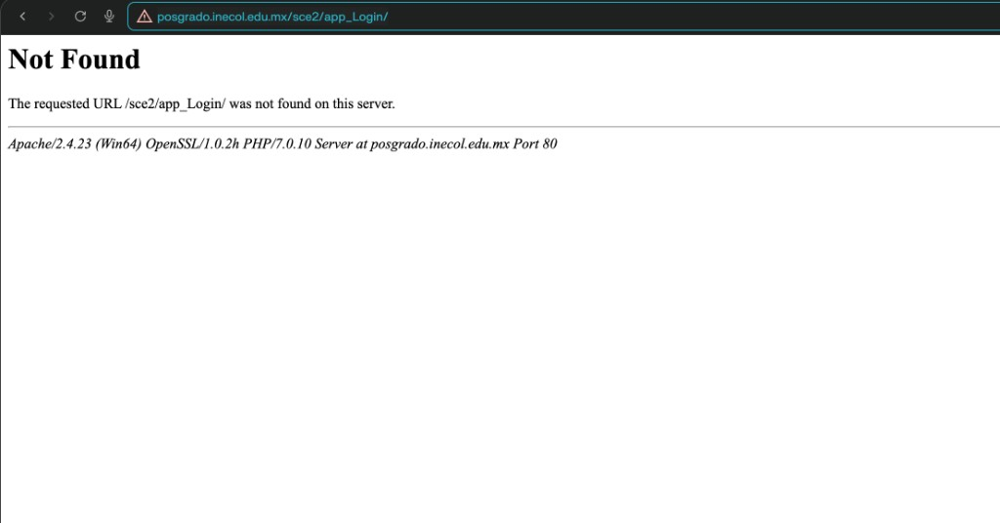 posgrado.inecol.edu.mx/sce2/app_Login/
Not Found
The requested URL /sce2/app_Login/ was not found on this server.
Apache/2.4.23 (Win64) OpenSSL/1.0.2h PHP/7.0.10 Server at posgrado.inecol.edu.mx Port 80